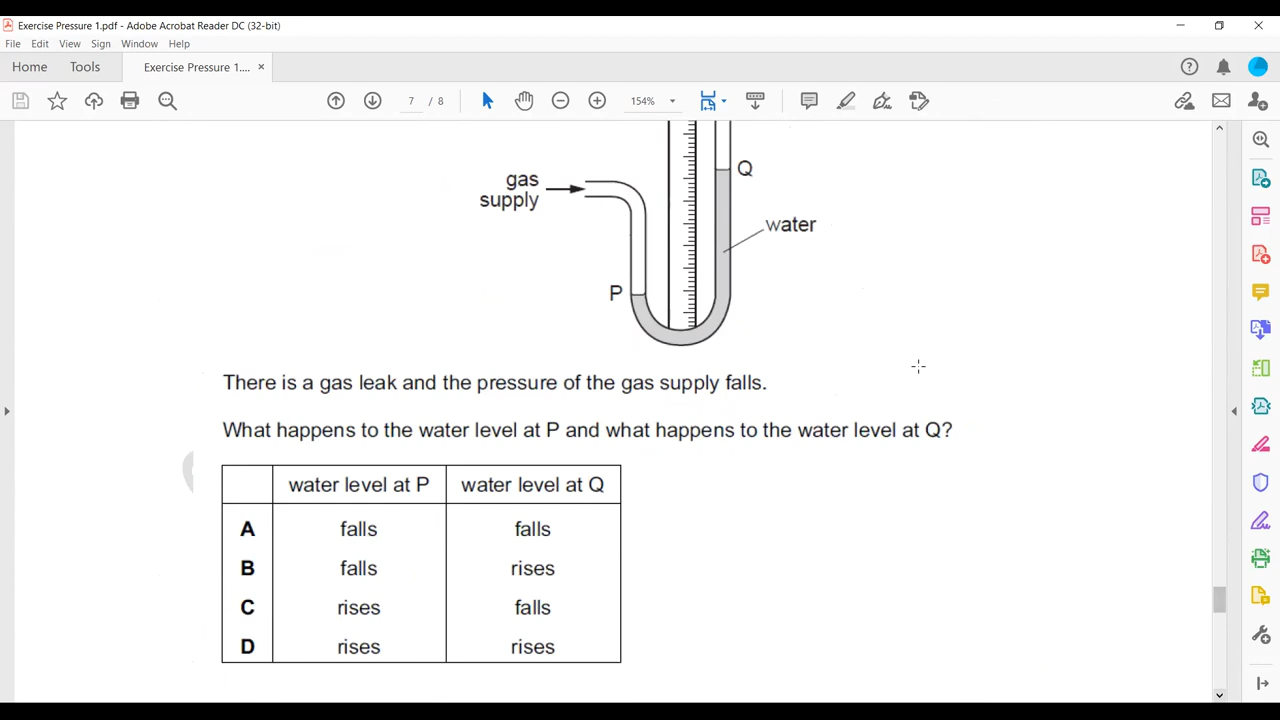 Exercise Pressure 1.pdf - Adobe Acrobat Reader DC (32-bit)
File Edit View Sign Window Help
Home Tools Exercise Pressure 1.... ×
7 / 8 154%
Q
gas
supply
water
P
There is a gas leak and the pressure of the gas supply falls.
What happens to the water level at P and what happens to the water level at Q?
water level at P water level at Q
A falls falls
B falls rises
C rises falls
D rises rises